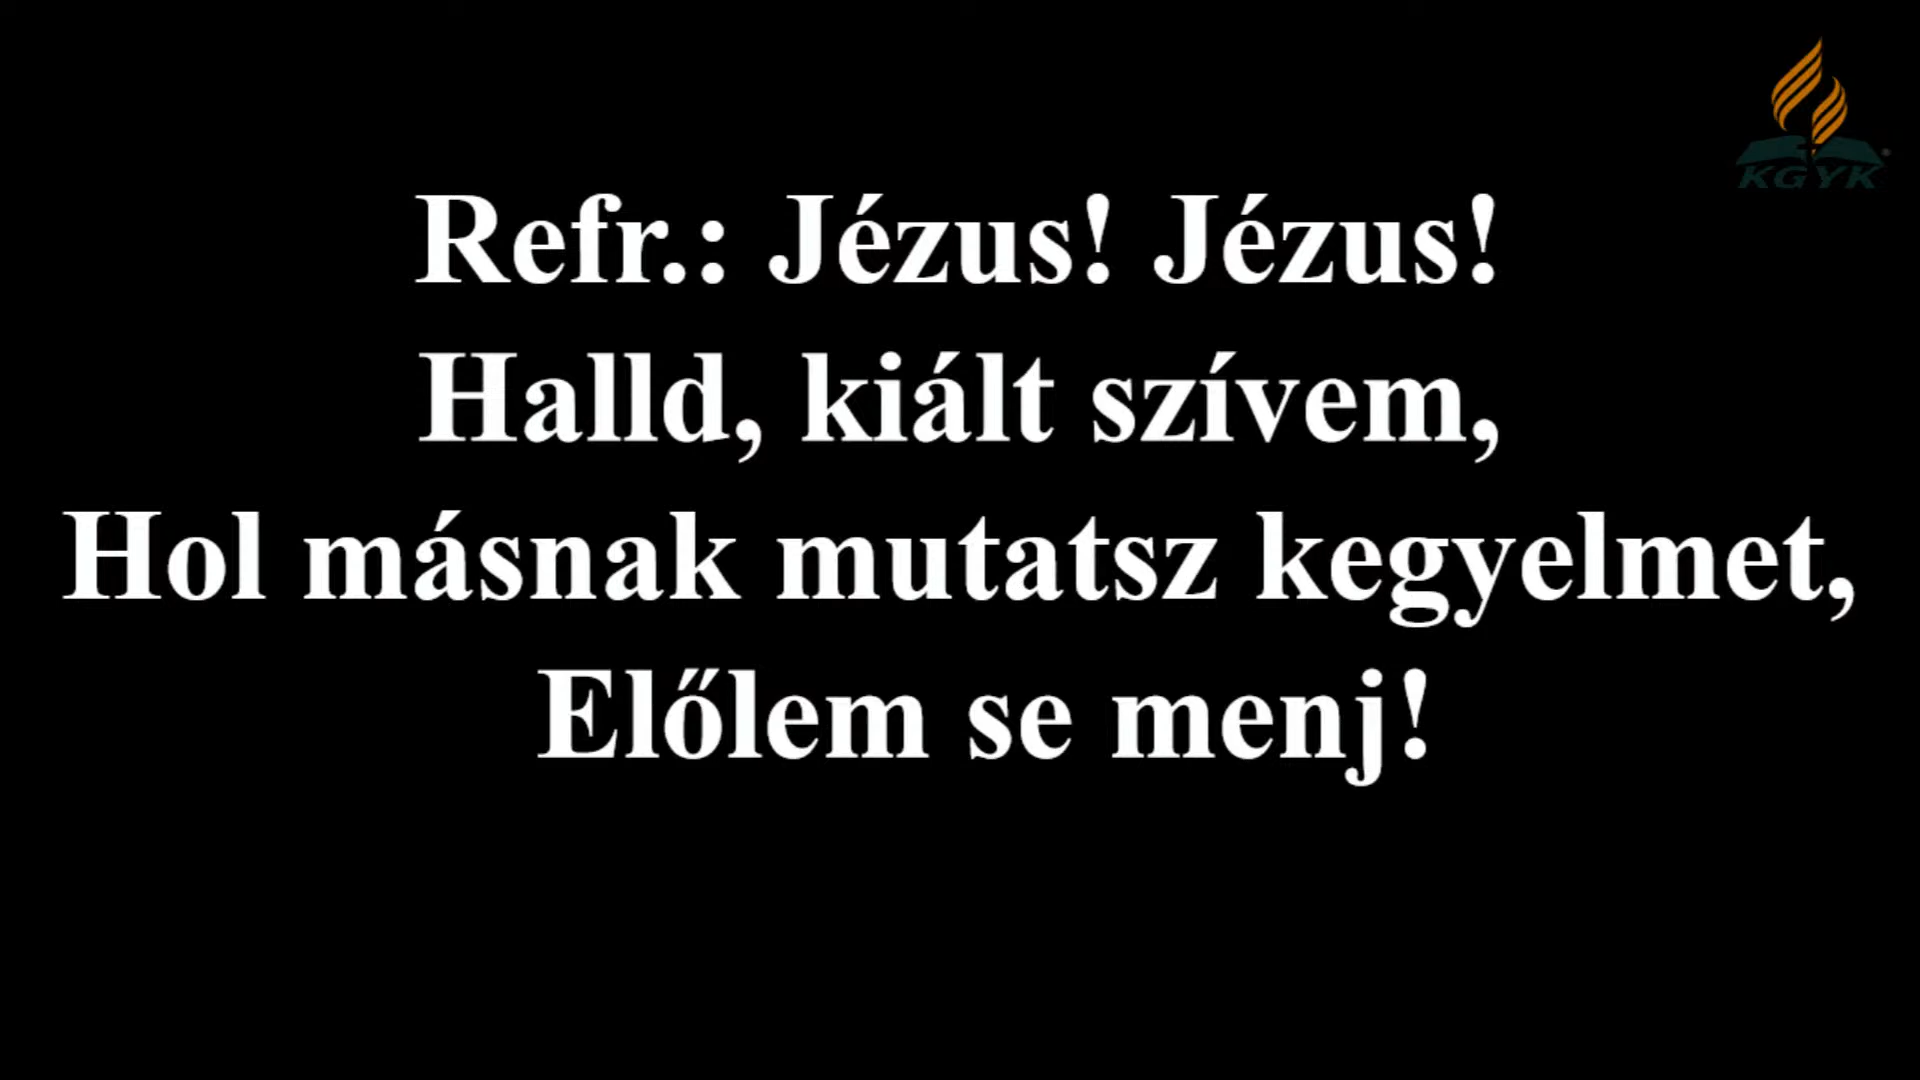 KGYK
Refr.: Jézus! Jézus!
Halld, kiált szívem,
Hol másnak mutatsz kegyelmet,
Előlem se menj!